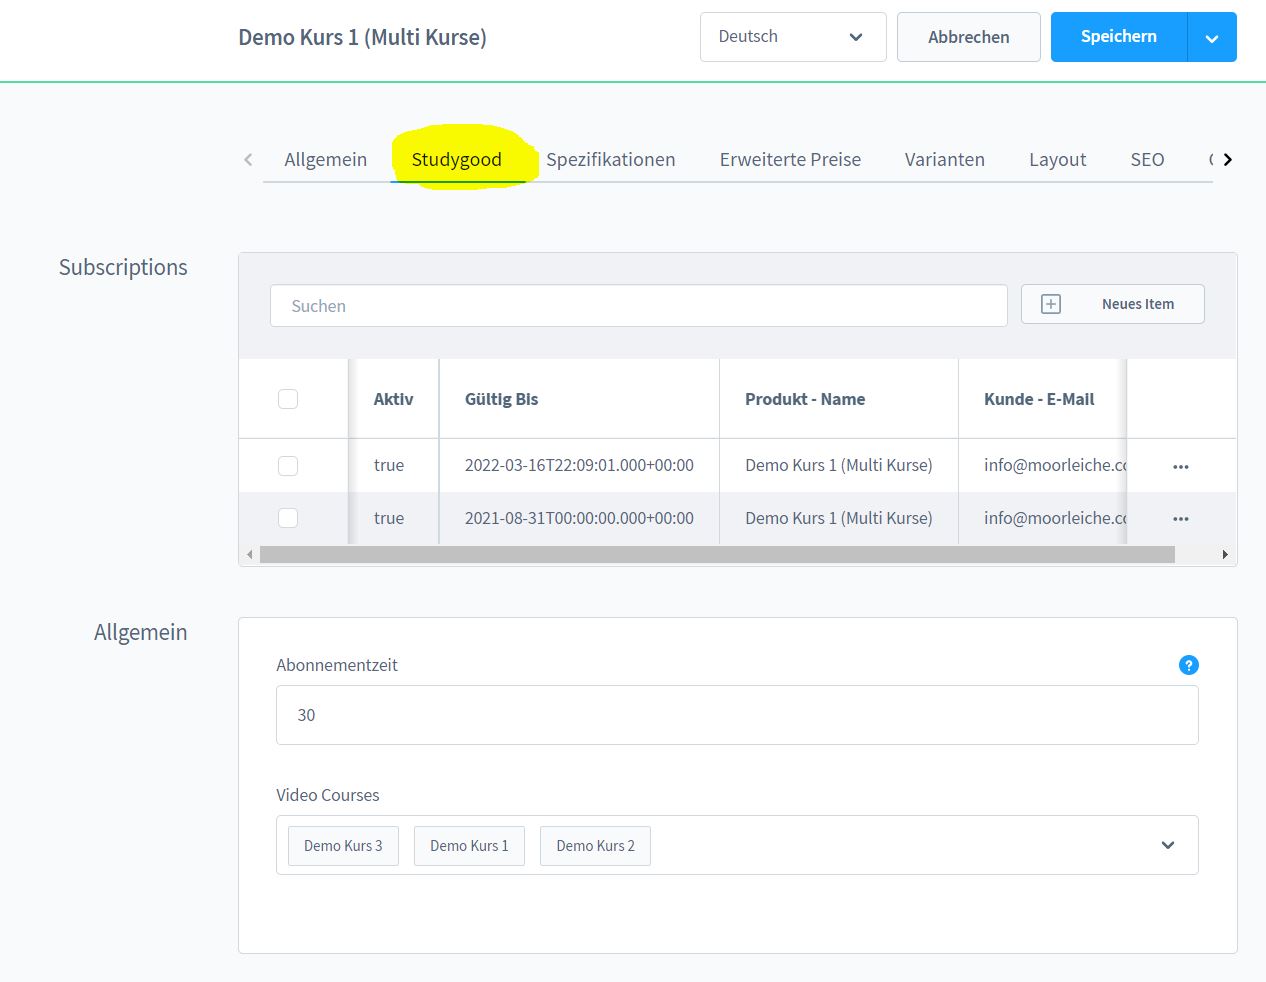 Demo Kurs 1 (Multi Kurse)
Deutsch
Abbrechen
Speichern
Allgemein
Studygood
Spezifikationen
Erweiterte Preise
Varianten
Layout
SEO
Subscriptions
Suchen
Neues Item
Aktiv Gültig Bis Produkt - Name Kunde - E-Mail
true 2022-03-16T22:09:01.000+00:00 Demo Kurs 1 (Multi Kurse) info@moorleiche.co
true 2021-08-31T00:00:00.000+00:00 Demo Kurs 1 (Multi Kurse) info@moorleiche.co
Allgemein
Abonnementzeit
?
30
Video Courses
Demo Kurs 3 Demo Kurs 1 Demo Kurs 2